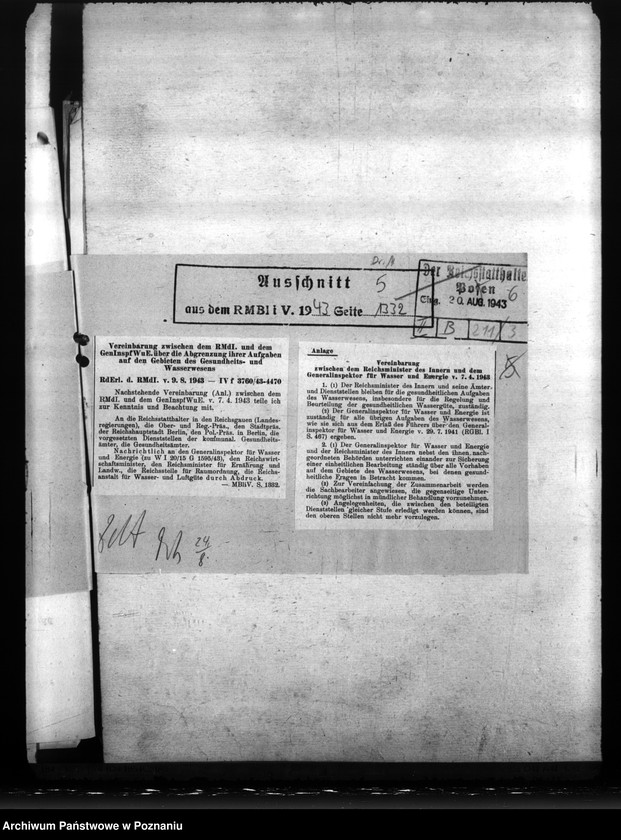 Ausschnitt 5
aus dem RMBl i V. 1943 Seite 1332
Der Reichsstatthalter
Posen 6
Eing. 20. AUG. 1943
II B 211/3
Vereinbarung zwischen dem RMdI. und dem
GenInspfWuE. über die Abgrenzung ihrer Aufgaben
auf den Gebieten des Gesundheits- und
Wasserwesens
RdErl. d. RMdI. v. 9. 8. 1943 — IV f 3760/43-4470
Nachstehende Vereinbarung (Anl.) zwischen dem
RMdI. und dem GenInspfWuE. v. 7. 4. 1943 teile ich
zur Kenntnis und Beachtung mit.
An die Reichsstatthalter in den Reichsgauen (Landes-
regierungen), die Ober- und Reg.-Präs., den Stadtpräs.
der Reichshauptstadt Berlin, den Pol.-Präs. in Berlin, die
vorgesetzten Dienststellen der kommunal. Gesundheits-
ämter, die Gesundheitsämter.
Nachrichtlich an den Generalinspektor für Wasser
und Energie (zu W I 20/15 G 1595/43), den Reichswirt-
schaftsminister, den Reichsminister für Ernährung und
Landw., die Reichsstelle für Raumordnung, die Reichs-
anstalt für Wasser- und Luftgüte durch Abdruck.
— MBliV. S. 1332.
24/8.
Anlage
Vereinbarung
zwischen dem Reichsminister des Innern und dem
Generalinspektor für Wasser und Energie v. 7. 4. 1943
1. (1) Der Reichsminister des Innern und seine Ämter
und Dienststellen bleiben für die gesundheitlichen Aufgaben
des Wasserwesens, insbesondere für die Regelung und
Beurteilung der gesundheitlichen Wassergüte, zuständig.
(2) Der Generalinspektor für Wasser und Energie ist
zuständig für alle übrigen Aufgaben des Wasserwesens,
wie sie sich aus dem Erlaß des Führers über den General-
inspektor für Wasser und Energie v. 29. 7. 1941 (RGBl. I
S. 467) ergeben.
2. (1) Der Generalinspektor für Wasser und Energie
und der Reichsminister des Innern nebst den ihnen nach-
geordneten Behörden unterrichten einander zur Sicherung
einer einheitlichen Bearbeitung ständig über alle Vorhaben
auf dem Gebiete des Wasserwesens, bei denen gesund-
heitliche Fragen in Betracht kommen.
(2) Zur Vereinfachung der Zusammenarbeit werden
die Sachbearbeiter angewiesen, die gegenseitige Unter-
richtung möglichst in mündlicher Behandlung vorzunehmen.
(3) Angelegenheiten, die zwischen den beteiligten
Dienststellen gleicher Stufe erledigt werden können, sind
den oberen Stellen nicht mehr vorzulegen.
Archiwum Państwowe w Poznaniu